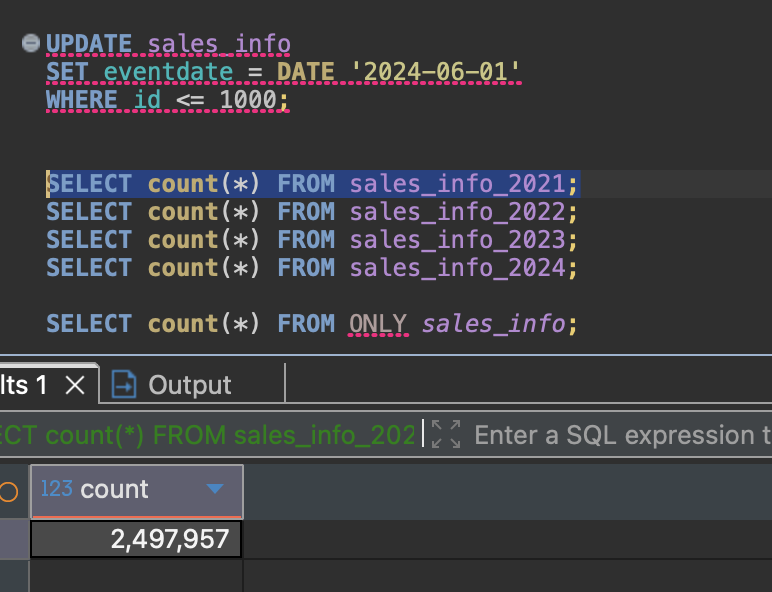 UPDATE sales_info
SET eventdate = DATE '2024-06-01'
WHERE id <= 1000;
SELECT count(*) FROM sales_info_2021;
SELECT count(*) FROM sales_info_2022;
SELECT count(*) FROM sales_info_2023;
SELECT count(*) FROM sales_info_2024;
SELECT count(*) FROM ONLY sales_info;
lts 1 Output
ECT count(*) FROM sales_info_202 Enter a SQL expression t
123 count
2,497,957